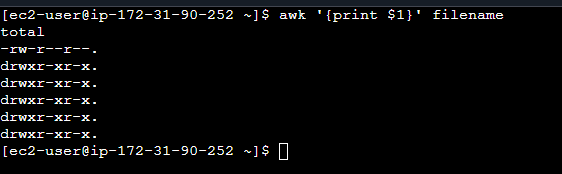 [ec2-user@ip-172-31-90-252 ~]$ awk '{print $1}' filename
total
-rw-r--r--.
drwxr-xr-x.
drwxr-xr-x.
drwxr-xr-x.
drwxr-xr-x.
drwxr-xr-x.
[ec2-user@ip-172-31-90-252 ~]$